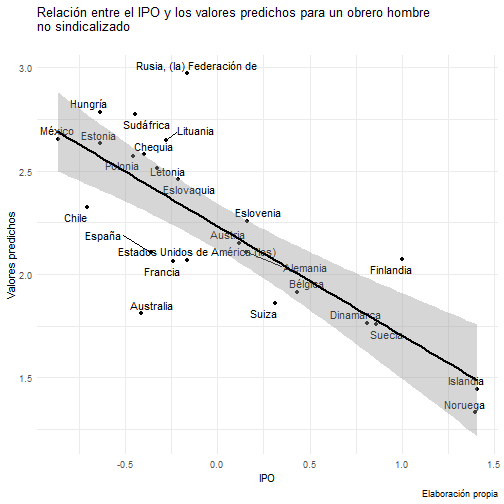 Relación entre el IPO y los valores predichos para un obrero hombre
no sindicalizado
3.0
Rusia, (la) Federación de
Hungría
Sudáfrica
México
Estonia
Lituania
Chequia
2.5
Polonia
Letonia
Eslovaquia
Chile
Eslovenia
España
Austria
Estados Unidos de América (los)
Valores predichos
2.0
Francia
Alemania
Finlandia
Bélgica
Australia
Suiza
Dinamarca
Suecia
1.5
Islandia
Noruega
-0.5
0.0
0.5
1.0
1.5
IPO
Elaboración propia